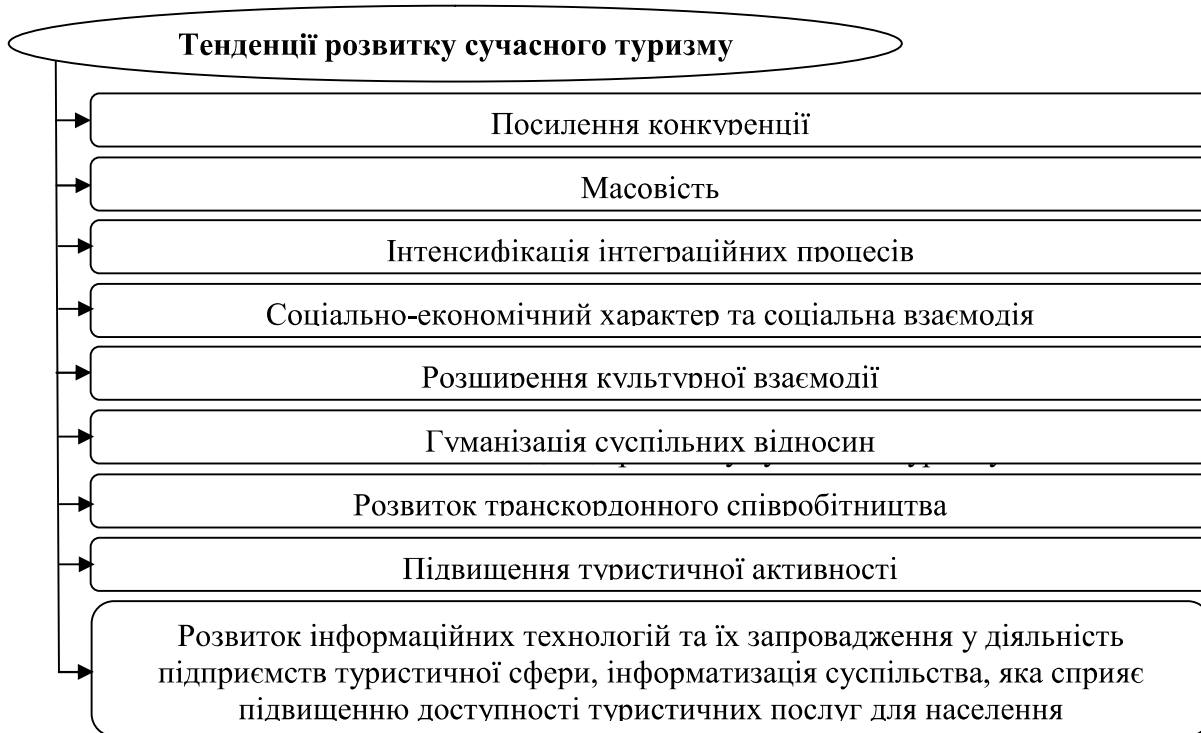 Тенденції розвитку сучасного туризму
Посилення конкуренції
Масовість
Інтенсифікація інтеграційних процесів
Соціально-економічний характер та соціальна взаємодія
Розширення культурної взаємодії
Гуманізація суспільних відносин
Розвиток транскордонного співробітництва
Підвищення туристичної активності
Розвиток інформаційних технологій та їх запровадження у діяльність
підприємств туристичної сфери, інформатизація суспільства, яка сприяє
підвищенню доступності туристичних послуг для населення